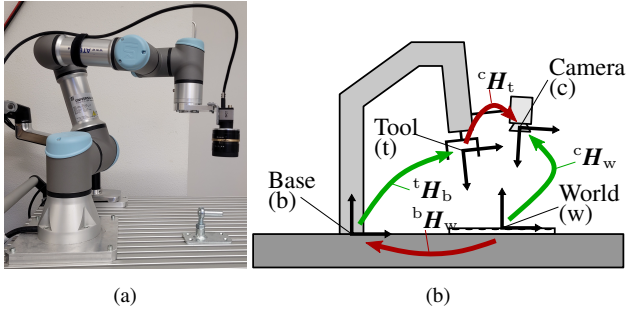 Camera
(c)
ᶜHₜ
Tool
(t)
ᶜH_w
Base
(b)
ᵗH_b
World
(w)
ᵇH_w
(a)
(b)